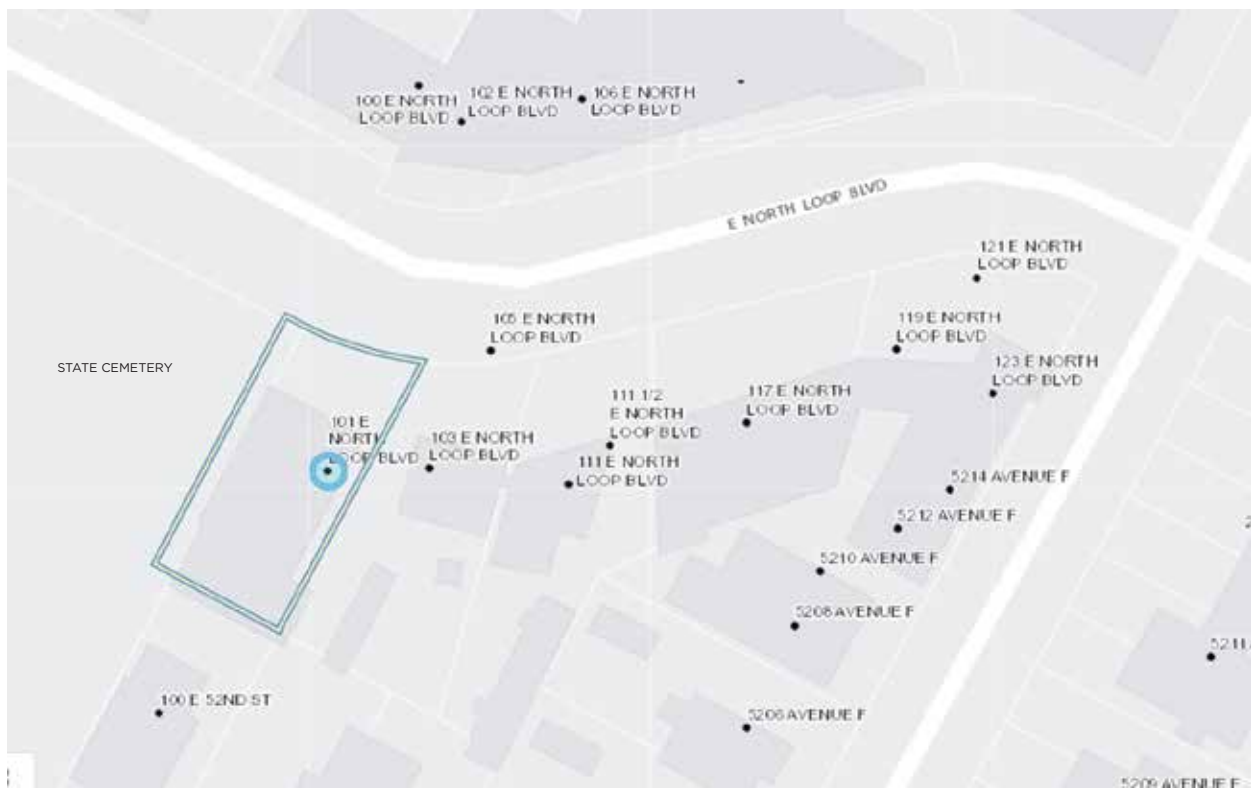 100 E NORTH
LOOP BLVD
102 E NORTH
LOOP BLVD
106 E NORTH
LOOP BLVD
E NORTH LOOP BLVD
121 E NORTH
LOOP BLVD
105 E NORTH
LOOP BLVD
119 E NORTH
LOOP BLVD
STATE CEMETERY
123 E NORTH
LOOP BLVD
117 E NORTH
LOOP BLVD
111 1/2
E NORTH
LOOP BLVD
101 E
NORTH
LOOP BLVD
103 E NORTH
LOOP BLVD
111 E NORTH
LOOP BLVD
5214 AVENUE F
5212 AVENUE F
5210 AVENUE F
5208 AVENUE F
100 E 52ND ST
5206 AVENUE F
5209 AVENUE F